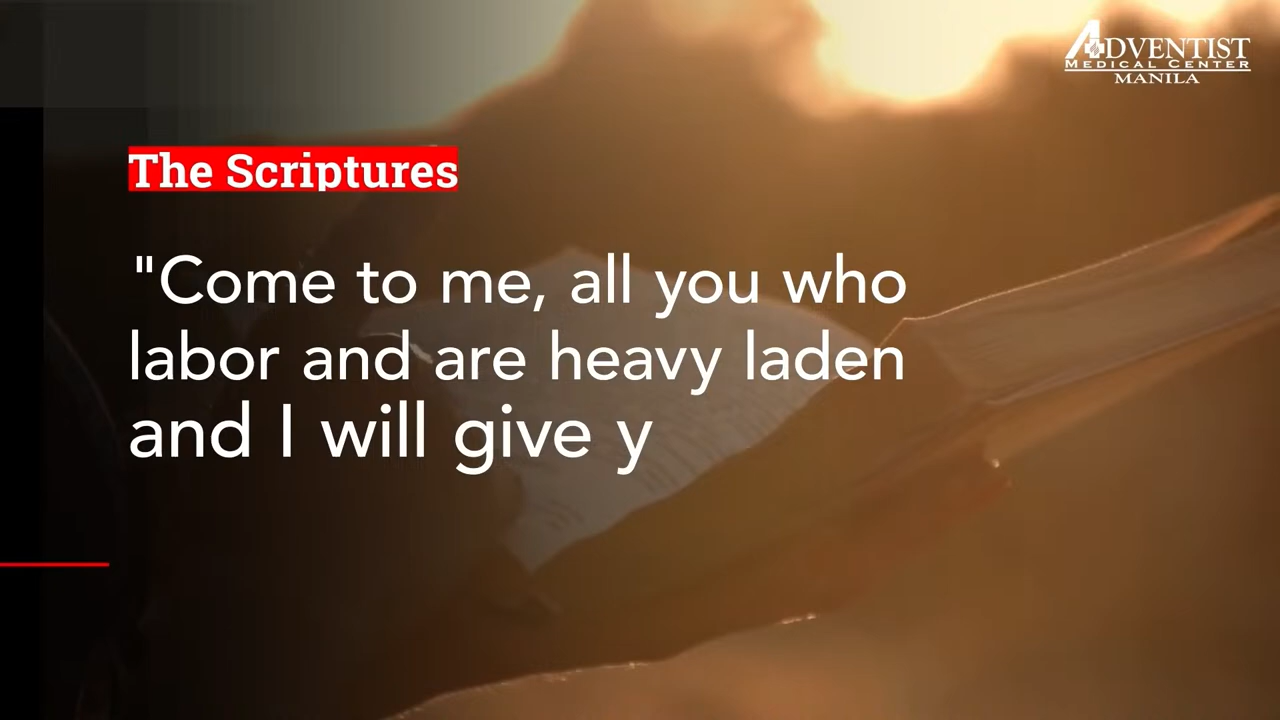 ADVENTIST
MEDICAL CENTER
MANILA
The Scriptures
"Come to me, all you who
labor and are heavy laden
and I will give y